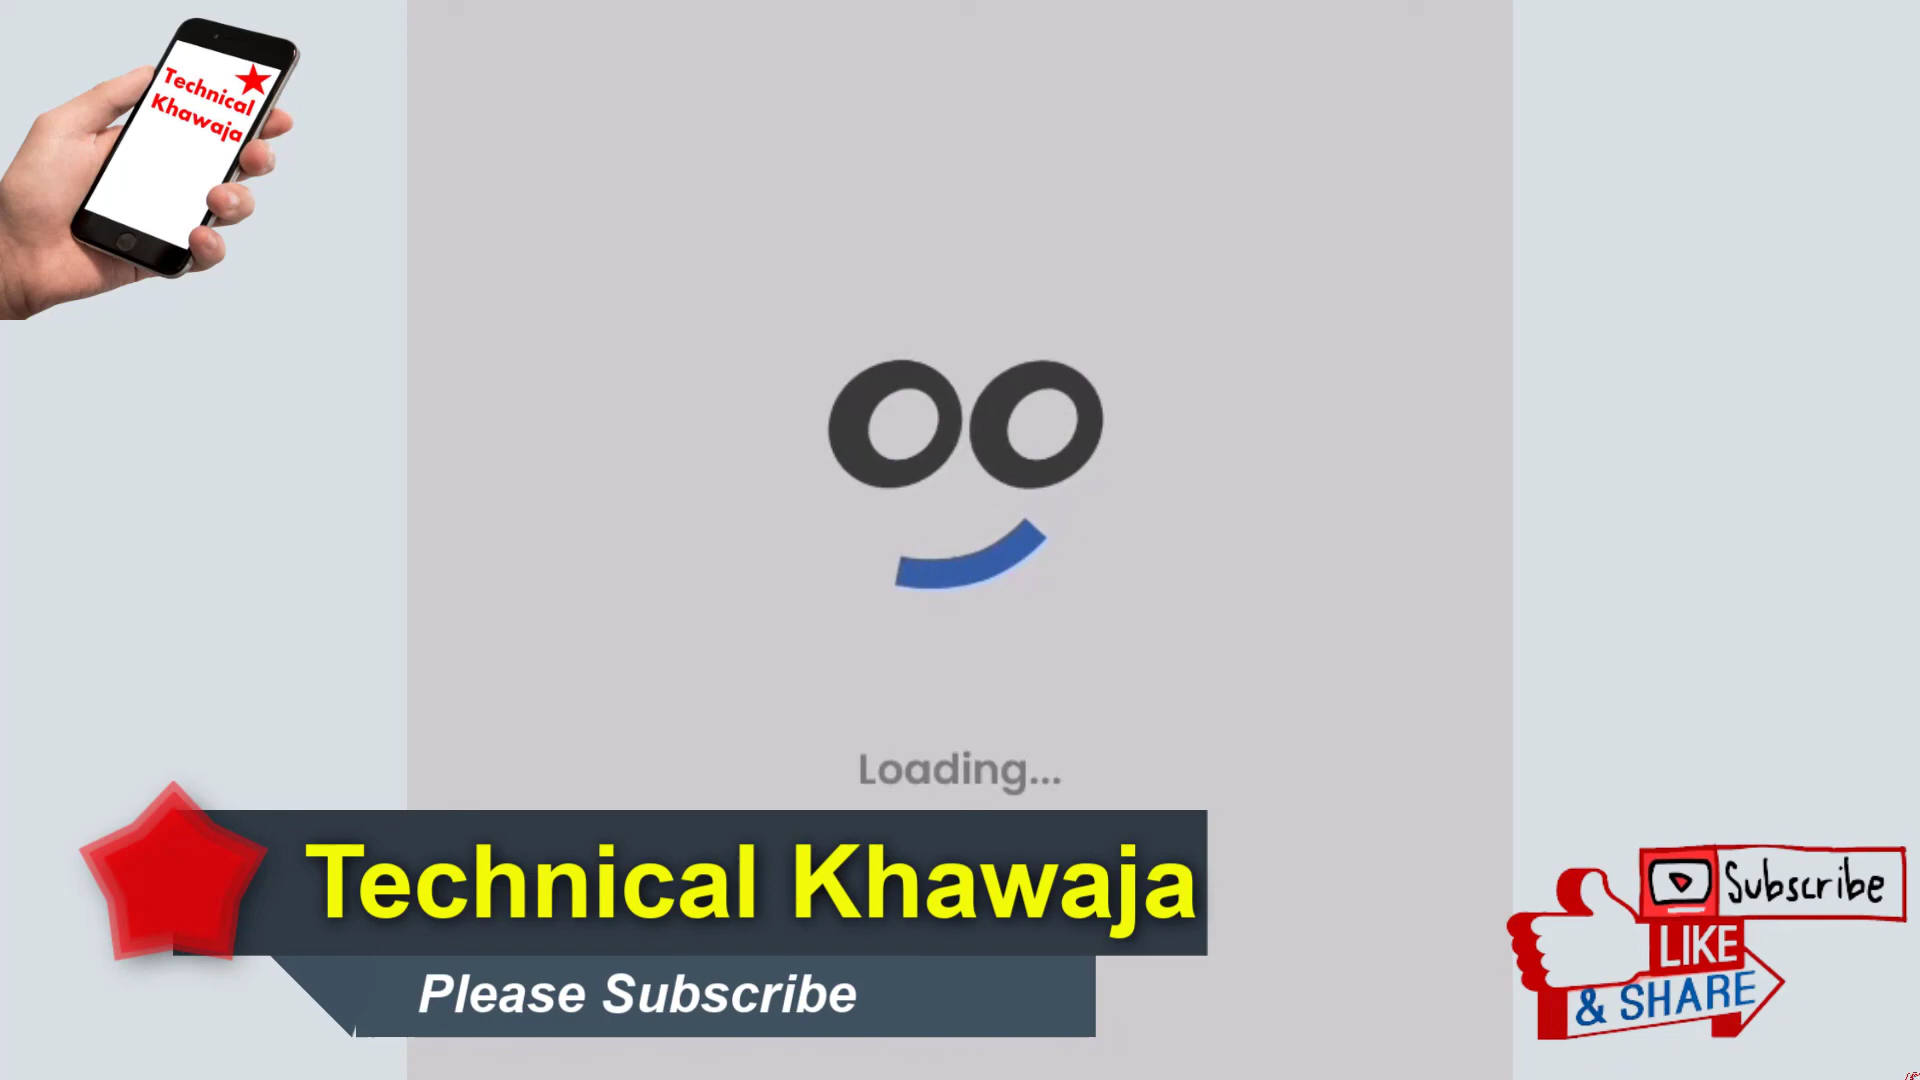 Technical
Khawaja
Loading...
Technical Khawaja
Please Subscribe
Subscribe
LIKE
& SHARE